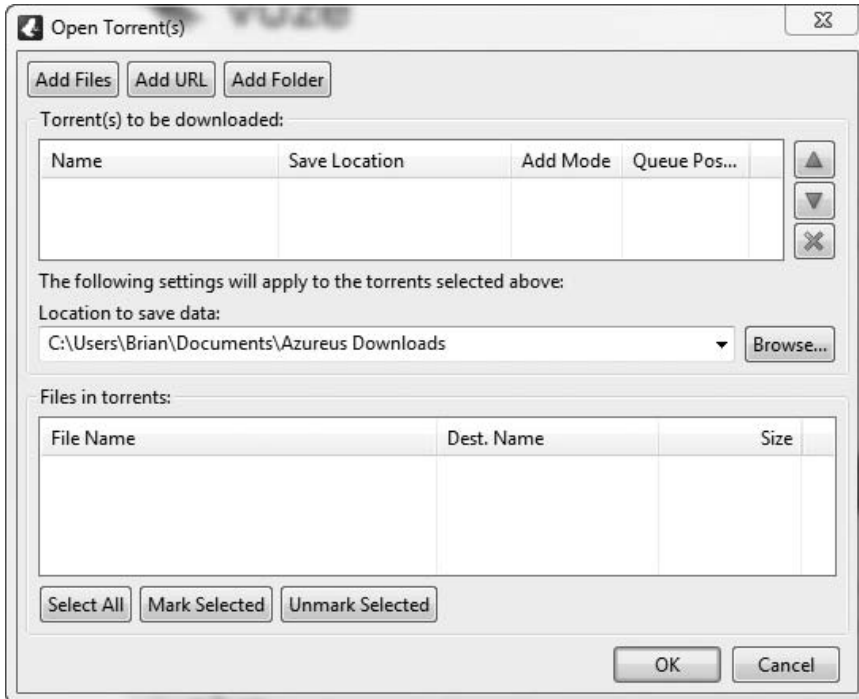 vuze
Open Torrent(s)
Add Files Add URL Add Folder
Torrent(s) to be downloaded:
Name Save Location Add Mode Queue Pos...
The following settings will apply to the torrents selected above:
Location to save data:
C:\Users\Brian\Documents\Azureus Downloads Browse...
Files in torrents:
File Name Dest. Name Size
Select All Mark Selected Unmark Selected
OK Cancel